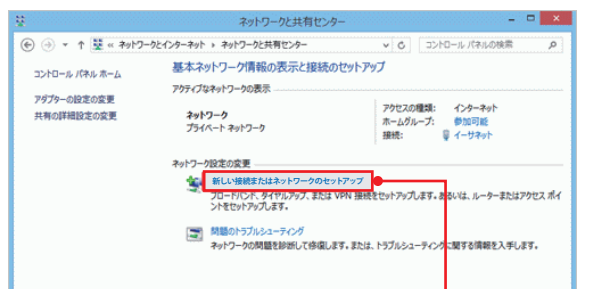 ネットワークと共有センター
« ネットワークとインターネット › ネットワークと共有センター
コントロール パネルの検索
コントロール パネル ホーム
アダプターの設定の変更
共有の詳細設定の変更
基本ネットワーク情報の表示と接続のセットアップ
アクティブなネットワークの表示
ネットワーク
プライベート ネットワーク
アクセスの種類: インターネット
ホームグループ: 参加可能
接続: イーサネット
ネットワーク設定の変更
新しい接続またはネットワークのセットアップ
ブロードバンド、ダイヤルアップ、または VPN 接続をセットアップします。あるいは、ルーターまたはアクセス ポイ
ントをセットアップします。
問題のトラブルシューティング
ネットワークの問題を診断して修復します。または、トラブルシューティングに関する情報を入手します。